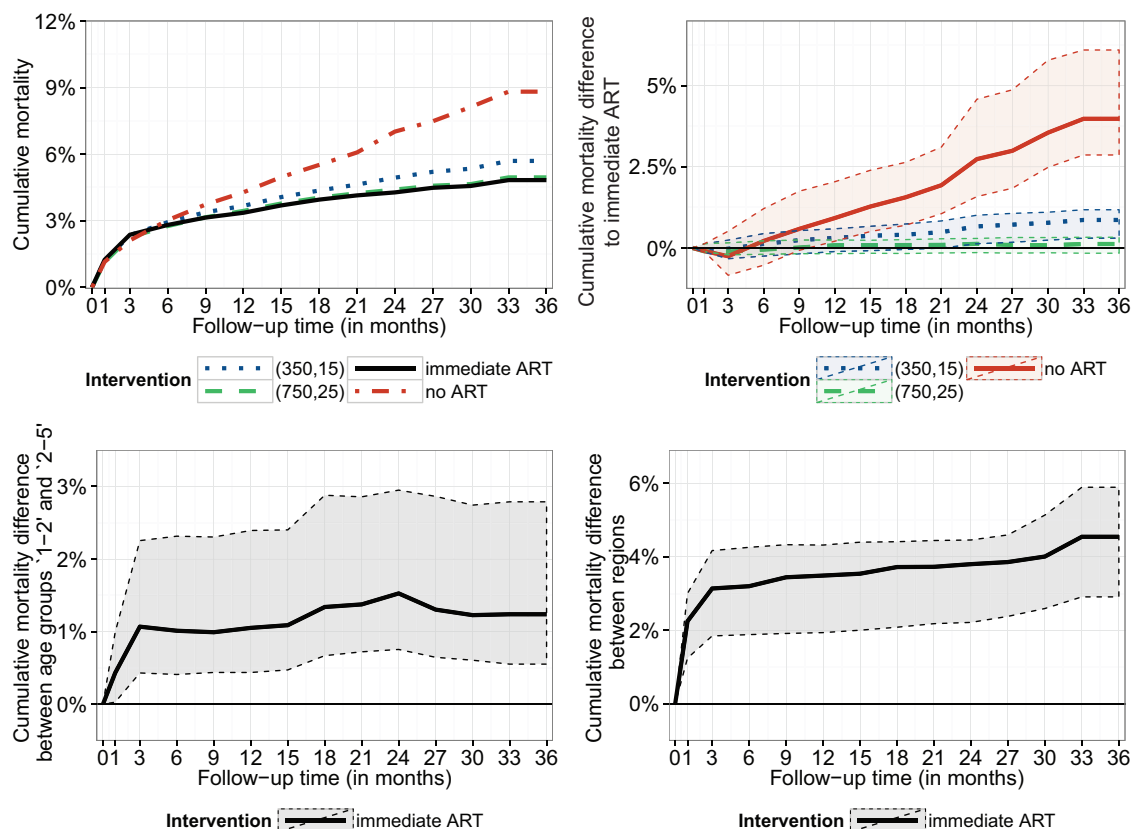 12%
9%
6%
3%
0%
Cumulative mortality
0 1 3 6 9 12 15 18 21 24 27 30 33 36
Follow−up time (in months)
Intervention
(350,15)
immediate ART
(750,25)
no ART
5%
2.5%
0%
Cumulative mortality difference
to immediate ART
0 1 3 6 9 12 15 18 21 24 27 30 33 36
Follow−up time (in months)
Intervention
(350,15)
no ART
(750,25)
3%
2%
1%
0%
Cumulative mortality difference
between age groups `1−2' and `2−5'
0 1 3 6 9 12 15 18 21 24 27 30 33 36
Follow−up time (in months)
Intervention
immediate ART
6%
4%
2%
0%
Cumulative mortality difference
between regions
0 1 3 6 9 12 15 18 21 24 27 30 33 36
Follow−up time (in months)
Intervention
immediate ART